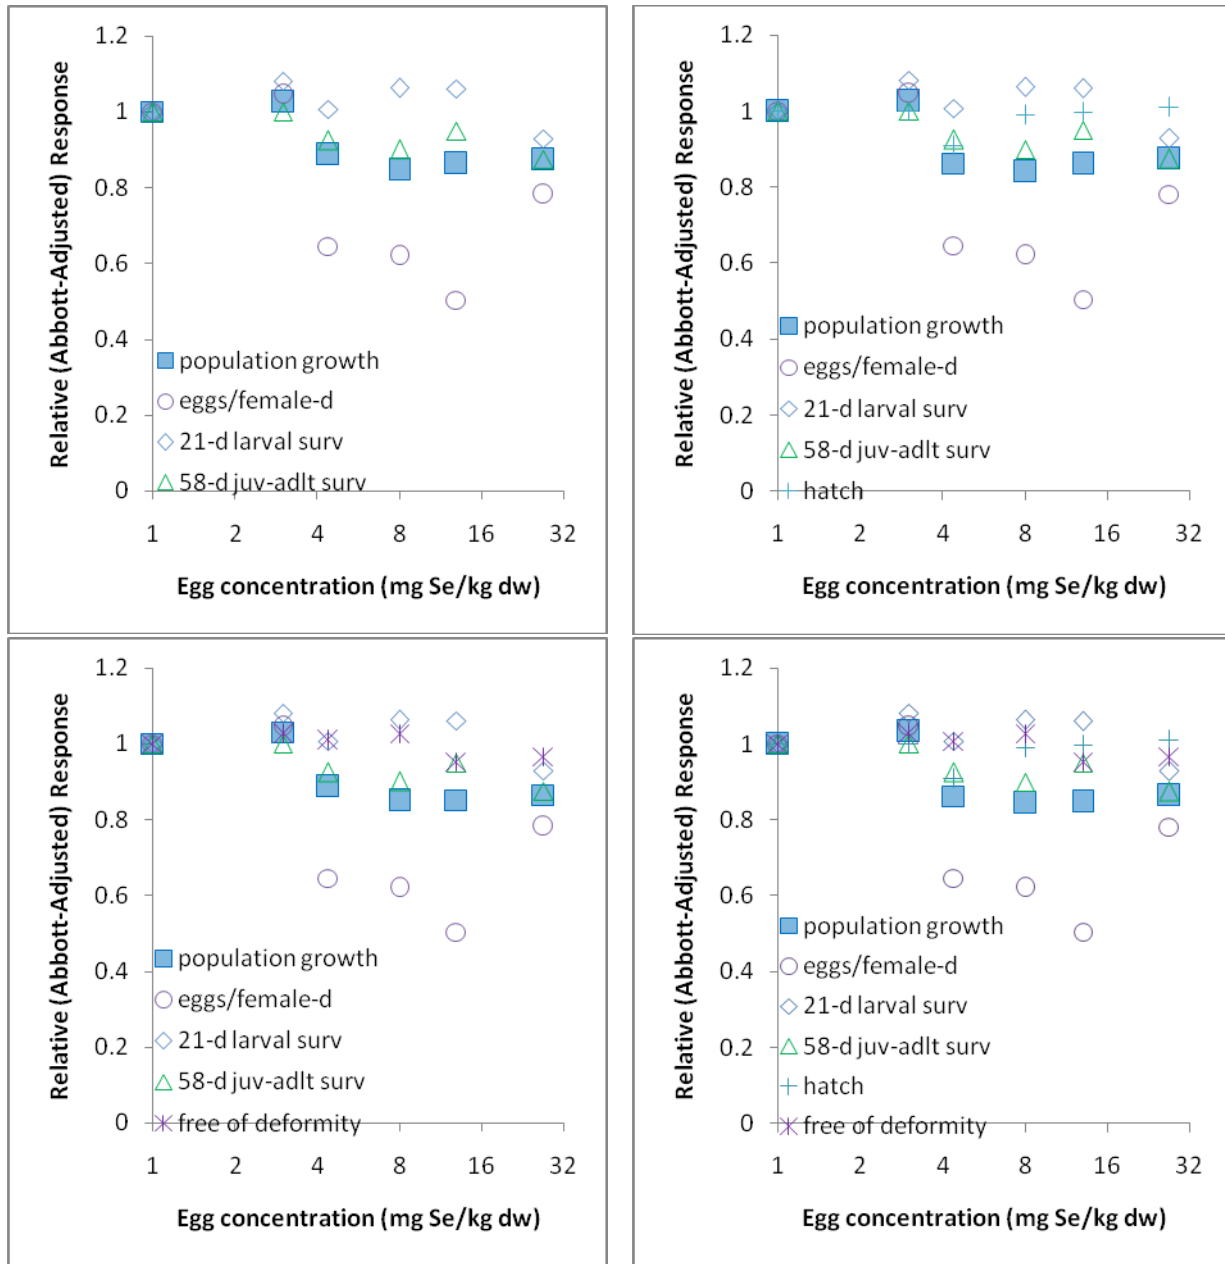 Relative (Abbott-Adjusted) Response
1.2
1
0.8
0.6
0.4
0.2
0
population growth
eggs/female-d
21-d larval surv
58-d juv-adlt surv
1 2 4 8 16 32
Egg concentration (mg Se/kg dw)
Relative (Abbott-Adjusted) Response
1.2
1
0.8
0.6
0.4
0.2
0
population growth
eggs/female-d
21-d larval surv
58-d juv-adlt surv
hatch
1 2 4 8 16 32
Egg concentration (mg Se/kg dw)
Relative (Abbott-Adjusted) Response
1.2
1
0.8
0.6
0.4
0.2
0
population growth
eggs/female-d
21-d larval surv
58-d juv-adlt surv
free of deformity
1 2 4 8 16 32
Egg concentration (mg Se/kg dw)
Relative (Abbott-Adjusted) Response
1.2
1
0.8
0.6
0.4
0.2
0
population growth
eggs/female-d
21-d larval surv
58-d juv-adlt surv
hatch
free of deformity
1 2 4 8 16 32
Egg concentration (mg Se/kg dw)